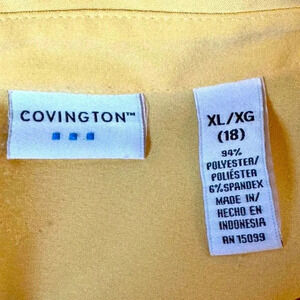 COVINGTON™
XL/XG
(18)
94%
POLYESTER/
POLIÉSTER
6% SPANDEX
MADE IN/
HECHO EN
INDONESIA
RN 15099